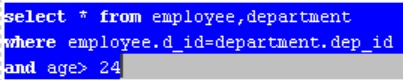 select * from employee,department
where employee.d_id=department.dep_id
and age> 24